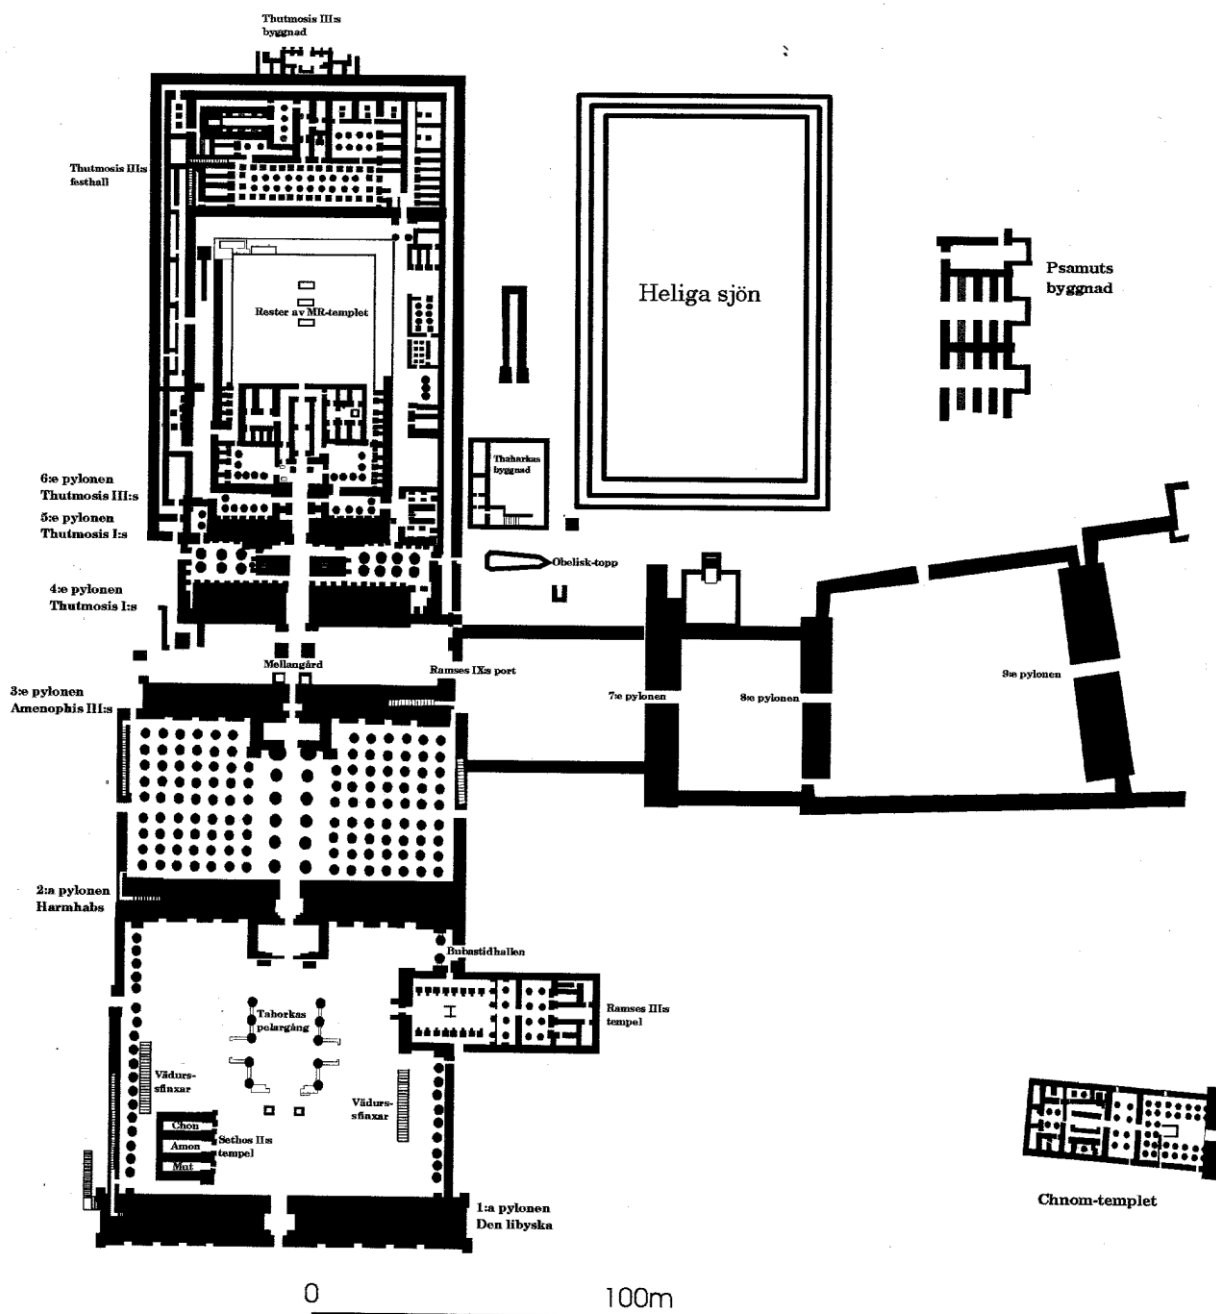 Thutmosis III:s
byggnad
Thutmosis III:s
festhall
Heliga sjön
Psamuts
byggnad
Rester av MR-templet
Thaharkas
byggnad
6:e pylonen
Thutmosis III:s
5:e pylonen
Thutmosis I:s
Obelisk-topp
4:e pylonen
Thutmosis I:s
Mellangård
Ramses IX:s port
3:e pylonen
Amenophis III:s
7:e pylonen
8:e pylonen
9:e pylonen
2:a pylonen
Harmhabs
Bubastidhallen
Tahorkas
pelargång
Ramses III:s
tempel
Vädurs-
sfinxar
Vädurs-
sfinxar
Chon
Amon
Mut
Sethos II:s
tempel
1:a pylonen
Den libyska
Chnom-templet
0 100m